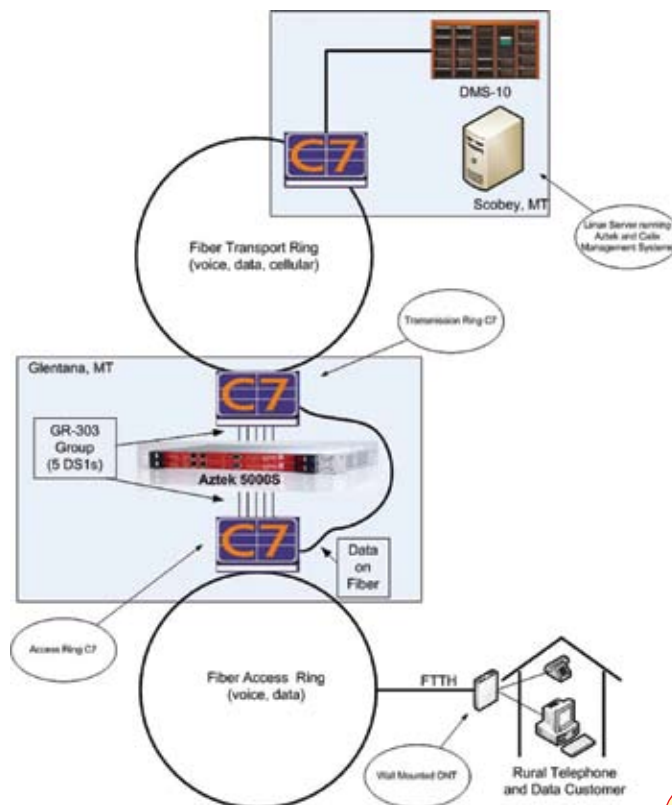 DMS-10
C7
Scobey, MT
Linux Server running
Aztek and Calix
Management Systems
Fiber Transport Ring
(voice, data, cellular)
Transmission Ring C7
Glentana, MT
C7
GR-303
Group
(5 DS1s)
Aztek 5000S
C7
Data
on
Fiber
Access Ring C7
Fiber Access Ring
(voice, data)
FTTH
Wall Mounted ONT
Rural Telephone
and Data Customer